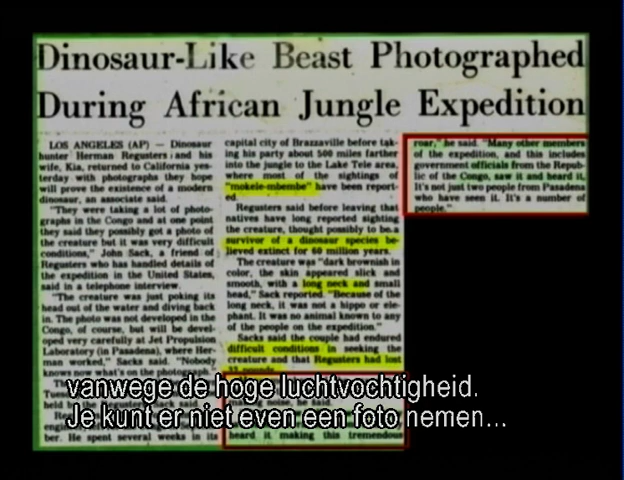 Dinosaur-Like Beast Photographed
During African Jungle Expedition
LOS ANGELES (AP) — Dinosaur
hunter Herman Regusters and his
wife, Kia, returned to California yes-
terday with photographs they hope
will prove the existence of a modern
dinosaur, an associate said.
"They were taking a lot of photo-
graphs in the Congo and at one point
they said they possibly got a photo of
the creature but it was very difficult
conditions," John Sack, a friend of
Regusters who has handled details of
the expedition in the United States,
said in a telephone interview.
"The creature was just poking its
head out of the water and diving back
in. The photo was not developed in the
Congo, of course, but will be devel-
oped very carefully at Jet Propulsion
Laboratory (in Pasadena), where Her-
man worked," Sacks said. "Nobody
knows now what's on the photograph."
Tuesd
held b
ber. He spent several weeks in its
capital city of Brazzaville before tak-
ing his party about 500 miles farther
into the jungle to the Lake Tele area,
where most of the sightings of
"mokele-mbembe" have been report-
ed.
Regusters said before leaving that
natives have long reported sighting
the creature, thought possibly to be a
survivor of a dinosaur species be-
lieved extinct for 60 million years.
The creature was "dark brownish in
color, the skin appeared slick and
smooth, with a long neck and small
head," Sack reported. "Because of the
long neck, it was not a hippo or ele-
phant. It was no animal known to any
of the people on the expedition."
Sacks said the couple had endured
difficult conditions in seeking the
creature and that Regusters had lost
noise, he said.
heard it making this tremendous
roar," he said. "Many other members
of the expedition, and this includes
government officials from the Repub-
lic of the Congo, saw it and heard it.
It's not just two people from Pasadena
who have seen it. It's a number of
people."
vanwege de hoge luchtvochtigheid.
Je kunt er niet even een foto nemen...